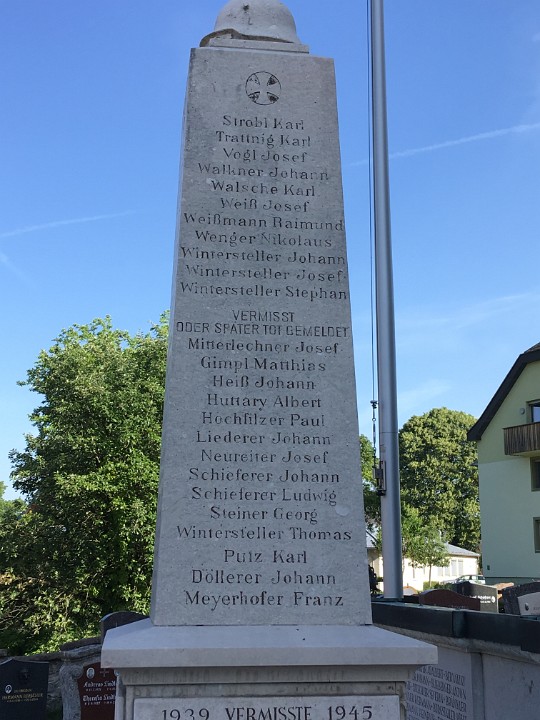 Strobl Karl
Trattnig Karl
Vogl Josef
Walkner Johann
Walsche Karl
Weiß Josef
Weißmann Raimund
Wenger Nikolaus
Wintersteller Johann
Wintersteller Josef
Wintersteller Stephan
VERMISST
ODER SPÄTER TOT GEMELDET
Mitterlechner Josef
Gimpl Matthias
Heiß Johann
Huttary Albert
Hochfilzer Paul
Liederer Johann
Neureiter Josef
Schieferer Johann
Schieferer Ludwig
Steiner Georg
Wintersteller Thomas
Putz Karl
Döllerer Johann
Meyerhofer Franz
1939 VERMISSTE 1945